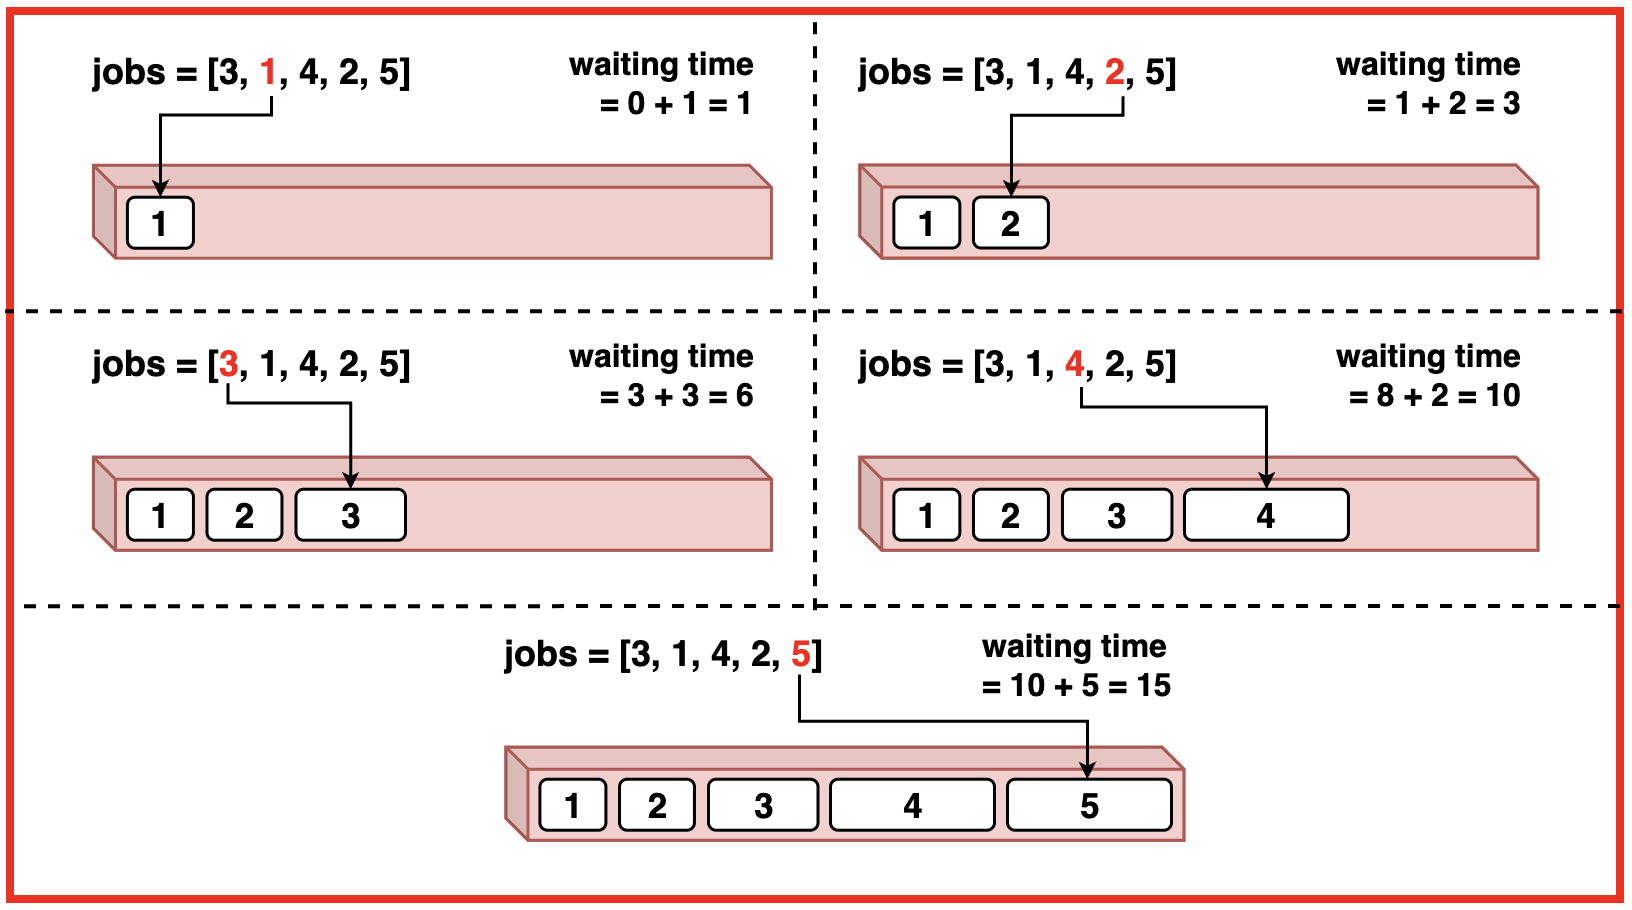 jobs = [3, 1, 4, 2, 5]
waiting time
= 0 + 1 = 1
1
jobs = [3, 1, 4, 2, 5]
waiting time
= 1 + 2 = 3
1 2
jobs = [3, 1, 4, 2, 5]
waiting time
= 3 + 3 = 6
1 2 3
jobs = [3, 1, 4, 2, 5]
waiting time
= 8 + 2 = 10
1 2 3 4
jobs = [3, 1, 4, 2, 5]
waiting time
= 10 + 5 = 15
1 2 3 4 5